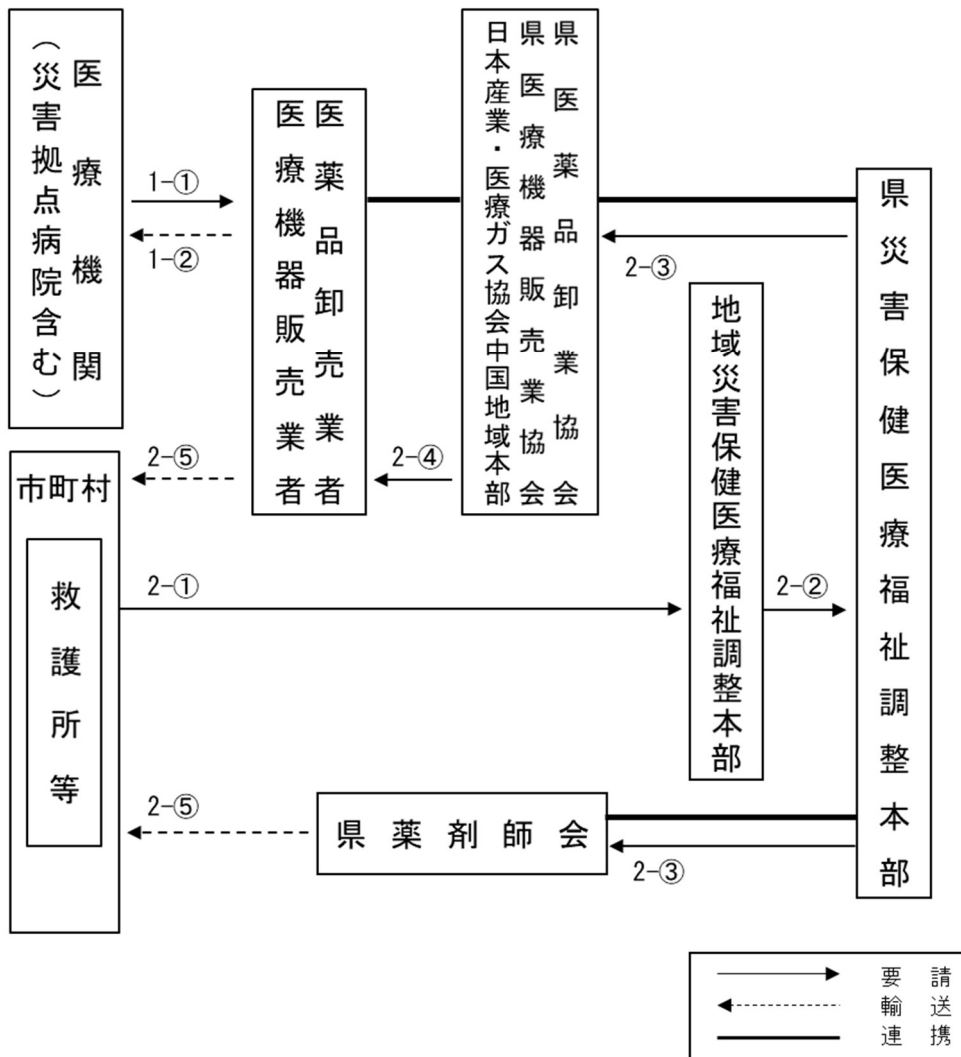 医療機関
（災害拠点病院含む）
1-①
1-②
医薬品卸売業者
医療機器販売業者
県医薬品卸業協会
県医療機器販売業協会
日本産業・医療ガス協会中国地域本部
2-③
県災害保健医療福祉調整本部
地域災害保健医療福祉調整本部
2-④
2-⑤
市町村
救護所等
2-①
2-②
2-⑤
県薬剤師会
2-③
要請
輸送
連携